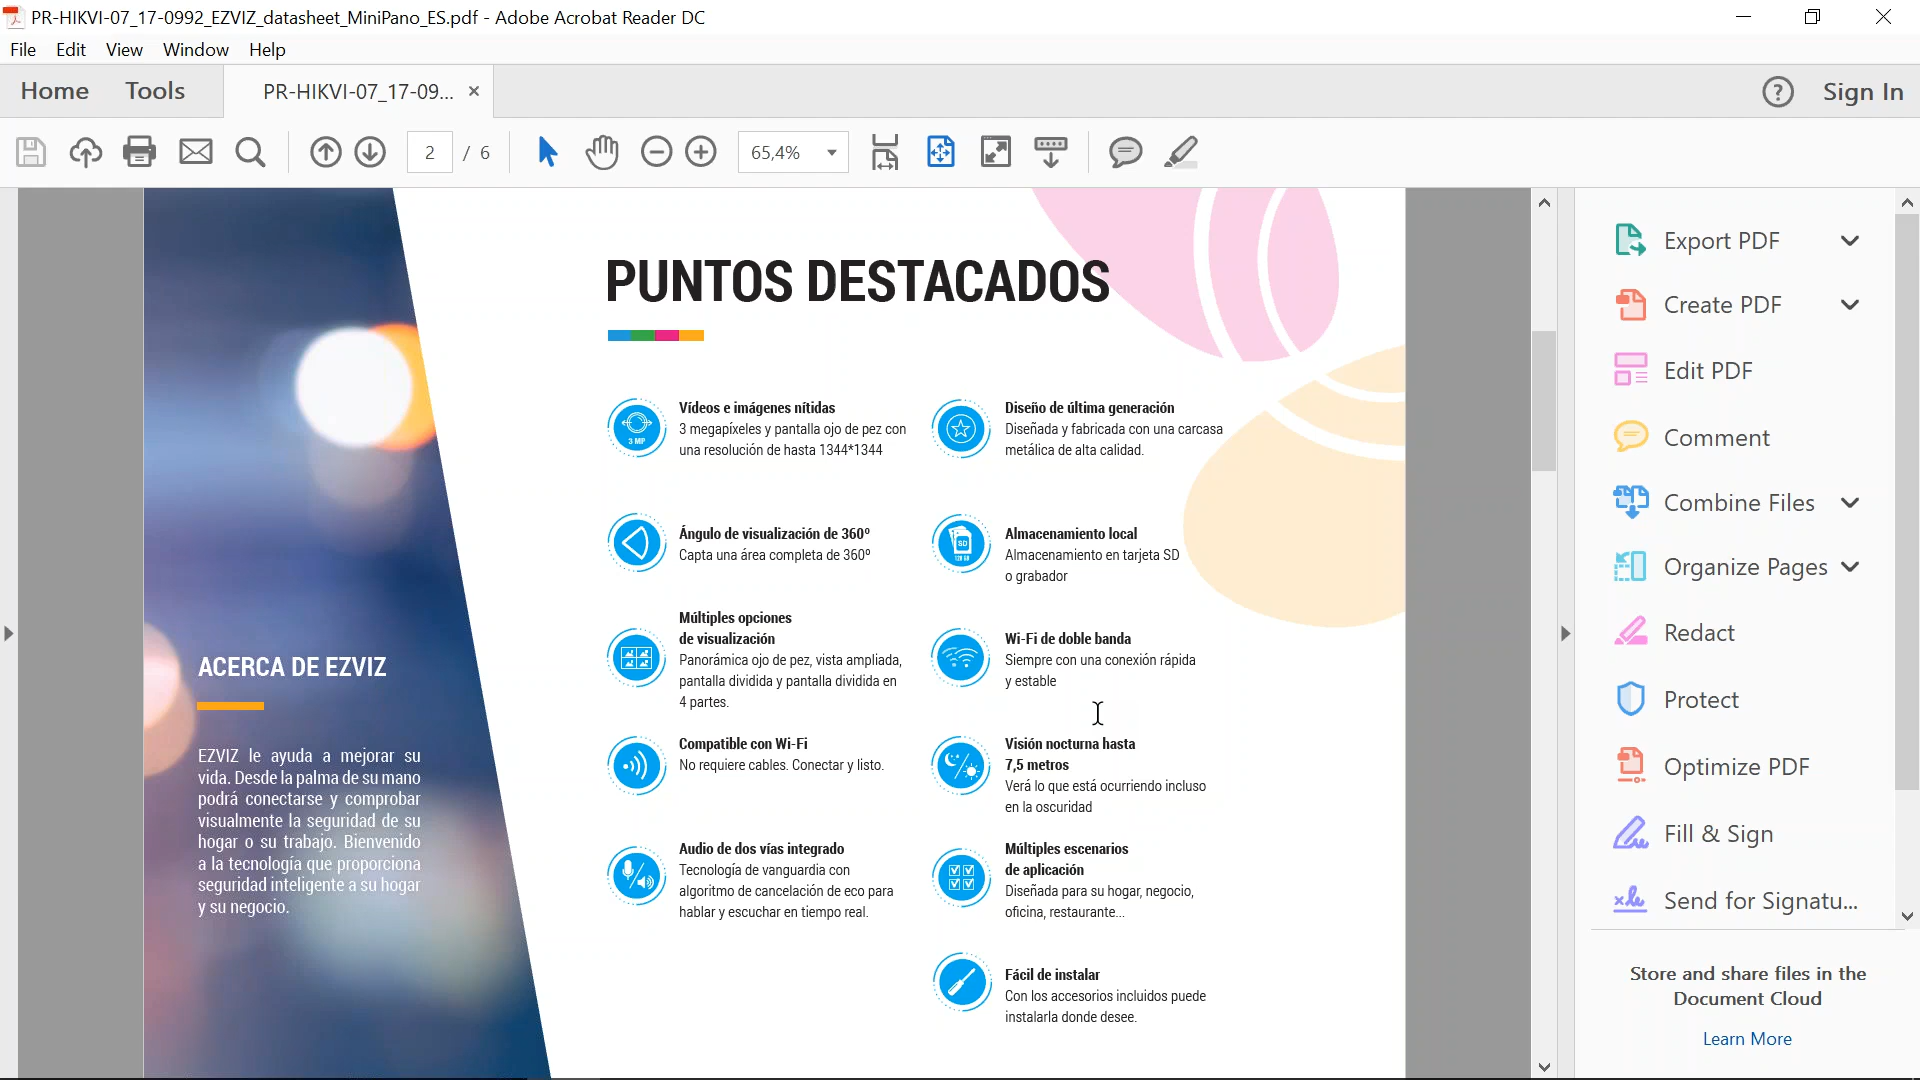 PR-HIKVI-07_17-0992_EZVIZ_datasheet_MiniPano_ES.pdf - Adobe Acrobat Reader DC
File Edit View Window Help
Home Tools PR-HIKVI-07_17-09... × ? Sign In
2 / 6 65,4%
PUNTOS DESTACADOS
3 MP
Vídeos e imágenes nítidas
3 megapíxeles y pantalla ojo de pez con
una resolución de hasta 1344*1344
Diseño de última generación
Diseñada y fabricada con una carcasa
metálica de alta calidad.
Ángulo de visualización de 360º
Capta una área completa de 360º
SD
128 GB
Almacenamiento local
Almacenamiento en tarjeta SD
o grabador
Múltiples opciones
de visualización
Panorámica ojo de pez, vista ampliada,
pantalla dividida y pantalla dividida en
4 partes.
Wi-Fi de doble banda
Siempre con una conexión rápida
y estable
Compatible con Wi-Fi
No requiere cables. Conectar y listo.
Visión nocturna hasta
7,5 metros
Verá lo que está ocurriendo incluso
en la oscuridad
Audio de dos vías integrado
Tecnología de vanguardia con
algoritmo de cancelación de eco para
hablar y escuchar en tiempo real.
Múltiples escenarios
de aplicación
Diseñada para su hogar, negocio,
oficina, restaurante...
Fácil de instalar
Con los accesorios incluidos puede
instalarla donde desee.
ACERCA DE EZVIZ
EZVIZ le ayuda a mejorar su
vida. Desde la palma de su mano
podrá conectarse y comprobar
visualmente la seguridad de su
hogar o su trabajo. Bienvenido
a la tecnología que proporciona
seguridad inteligente a su hogar
y su negocio.
Export PDF
Create PDF
Edit PDF
Comment
Combine Files
Organize Pages
Redact
Protect
Optimize PDF
Fill & Sign
Send for Signatu...
Store and share files in the
Document Cloud
Learn More